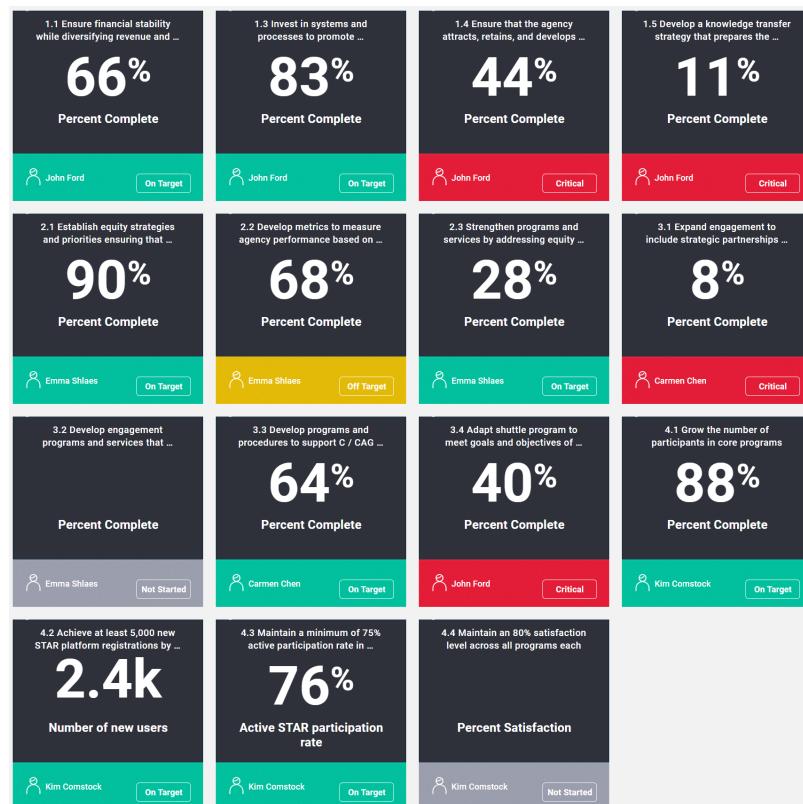 1.1 Ensure financial stability
while diversifying revenue and ...
66%
Percent Complete
John Ford
On Target
1.3 Invest in systems and
processes to promote ...
83%
Percent Complete
John Ford
On Target
1.4 Ensure that the agency
attracts, retains, and develops ...
44%
Percent Complete
John Ford
Critical
1.5 Develop a knowledge transfer
strategy that prepares the ...
11%
Percent Complete
John Ford
Critical
2.1 Establish equity strategies
and priorities ensuring that ...
90%
Percent Complete
Emma Shlaes
On Target
2.2 Develop metrics to measure
agency performance based on ...
68%
Percent Complete
Emma Shlaes
Off Target
2.3 Strengthen programs and
services by addressing equity ...
28%
Percent Complete
Emma Shlaes
On Target
3.1 Expand engagement to
include strategic partnerships ...
8%
Percent Complete
Carmen Chen
Critical
3.2 Develop engagement
programs and services that ...
Percent Complete
Emma Shlaes
Not Started
3.3 Develop programs and
procedures to support C / CAG ...
64%
Percent Complete
Carmen Chen
On Target
3.4 Adapt shuttle program to
meet goals and objectives of ...
40%
Percent Complete
John Ford
Critical
4.1 Grow the number of
participants in core programs
88%
Percent Complete
Kim Comstock
On Target
4.2 Achieve at least 5,000 new
STAR platform registrations by ...
2.4k
Number of new users
Kim Comstock
On Target
4.3 Maintain a minimum of 75%
active participation rate in ...
76%
Active STAR participation
rate
Kim Comstock
On Target
4.4 Maintain an 80% satisfaction
level across all programs each
Percent Satisfaction
Kim Comstock
Not Started